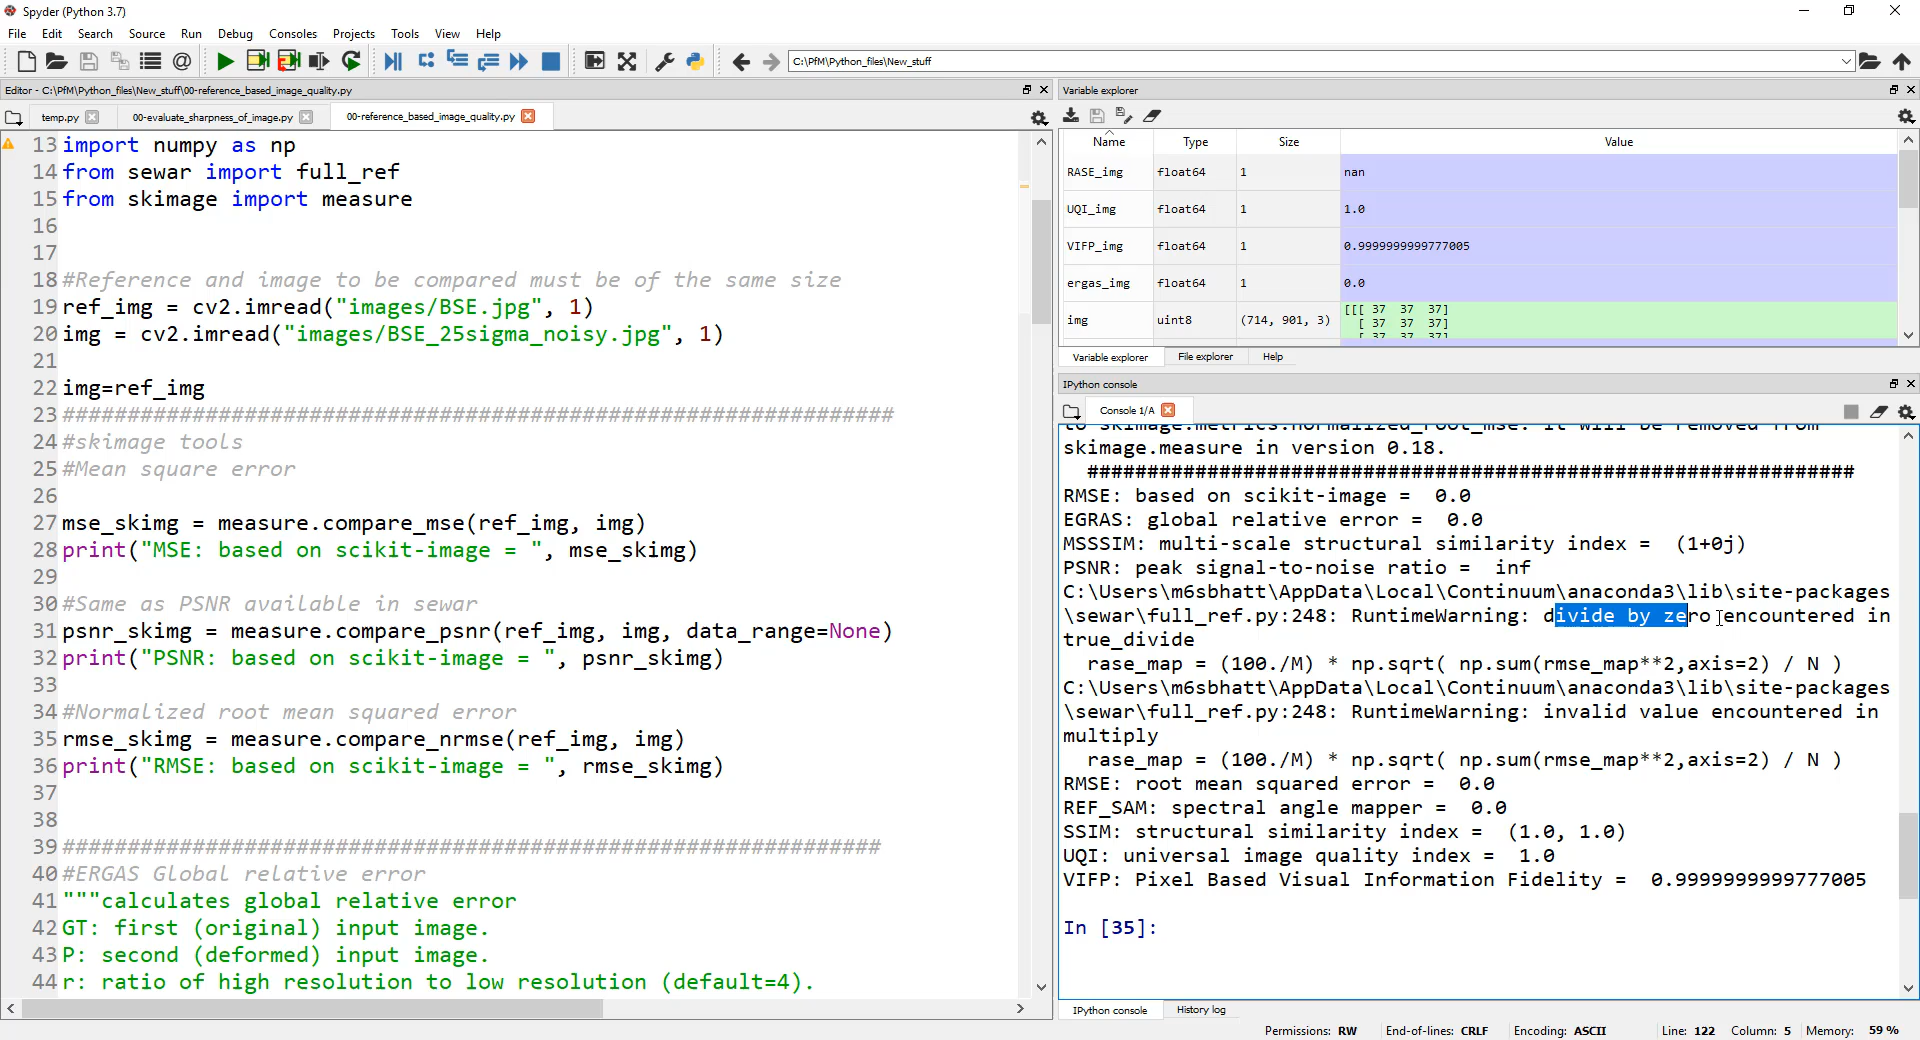 Spyder (Python 3.7)
File Edit Search Source Run Debug Consoles Projects Tools View Help
C:\PfM\Python_files\New_stuff
Editor - C:\PfM\Python_files\New_stuff\00-reference_based_image_quality.py
temp.py 00-evaluate_sharpness_of_image.py 00-reference_based_image_quality.py
13 import numpy as np
14 from sewar import full_ref
15 from skimage import measure
16
17
18 #Reference and image to be compared must be of the same size
19 ref_img = cv2.imread("images/BSE.jpg", 1)
20 img = cv2.imread("images/BSE_25sigma_noisy.jpg", 1)
21
22 img=ref_img
23 ################################################################
24 #skimage tools
25 #Mean square error
26
27 mse_skimg = measure.compare_mse(ref_img, img)
28 print("MSE: based on scikit-image = ", mse_skimg)
29
30 #Same as PSNR available in sewar
31 psnr_skimg = measure.compare_psnr(ref_img, img, data_range=None)
32 print("PSNR: based on scikit-image = ", psnr_skimg)
33
34 #Normalized root mean squared error
35 rmse_skimg = measure.compare_nrmse(ref_img, img)
36 print("RMSE: based on scikit-image = ", rmse_skimg)
37
38
39 ###############################################################
40 #ERGAS Global relative error
41 """calculates global relative error
42 GT: first (original) input image.
43 P: second (deformed) input image.
44 r: ratio of high resolution to low resolution (default=4).
Variable explorer
Name Type Size Value
RASE_img float64 1 nan
UQI_img float64 1 1.0
VIFP_img float64 1 0.9999999999777005
ergas_img float64 1 0.0
img uint8 (714, 901, 3) [[[ 37 37 37]
[ 37 37 37]
[ 37 37 37]
Variable explorer File explorer Help
IPython console
Console 1/A
to skimage.metrics.normalized_root_mse. It will be removed from
skimage.measure in version 0.18.
################################################################
RMSE: based on scikit-image =  0.0
EGRAS: global relative error =  0.0
MSSSIM: multi-scale structural similarity index =  (1+0j)
PSNR: peak signal-to-noise ratio =  inf
C:\Users\m6sbhatt\AppData\Local\Continuum\anaconda3\lib\site-packages
\sewar\full_ref.py:248: RuntimeWarning: divide by zero encountered in
true_divide
rase_map = (100./M) * np.sqrt( np.sum(rmse_map**2,axis=2) / N )
C:\Users\m6sbhatt\AppData\Local\Continuum\anaconda3\lib\site-packages
\sewar\full_ref.py:248: RuntimeWarning: invalid value encountered in
multiply
rase_map = (100./M) * np.sqrt( np.sum(rmse_map**2,axis=2) / N )
RMSE: root mean squared error =  0.0
REF_SAM: spectral angle mapper =  0.0
SSIM: structural similarity index =  (1.0, 1.0)
UQI: universal image quality index =  1.0
VIFP: Pixel Based Visual Information Fidelity =  0.9999999999777005
In [35]:
IPython console History log
Permissions: RW End-of-lines: CRLF Encoding: ASCII Line: 122 Column: 5 Memory: 59 %